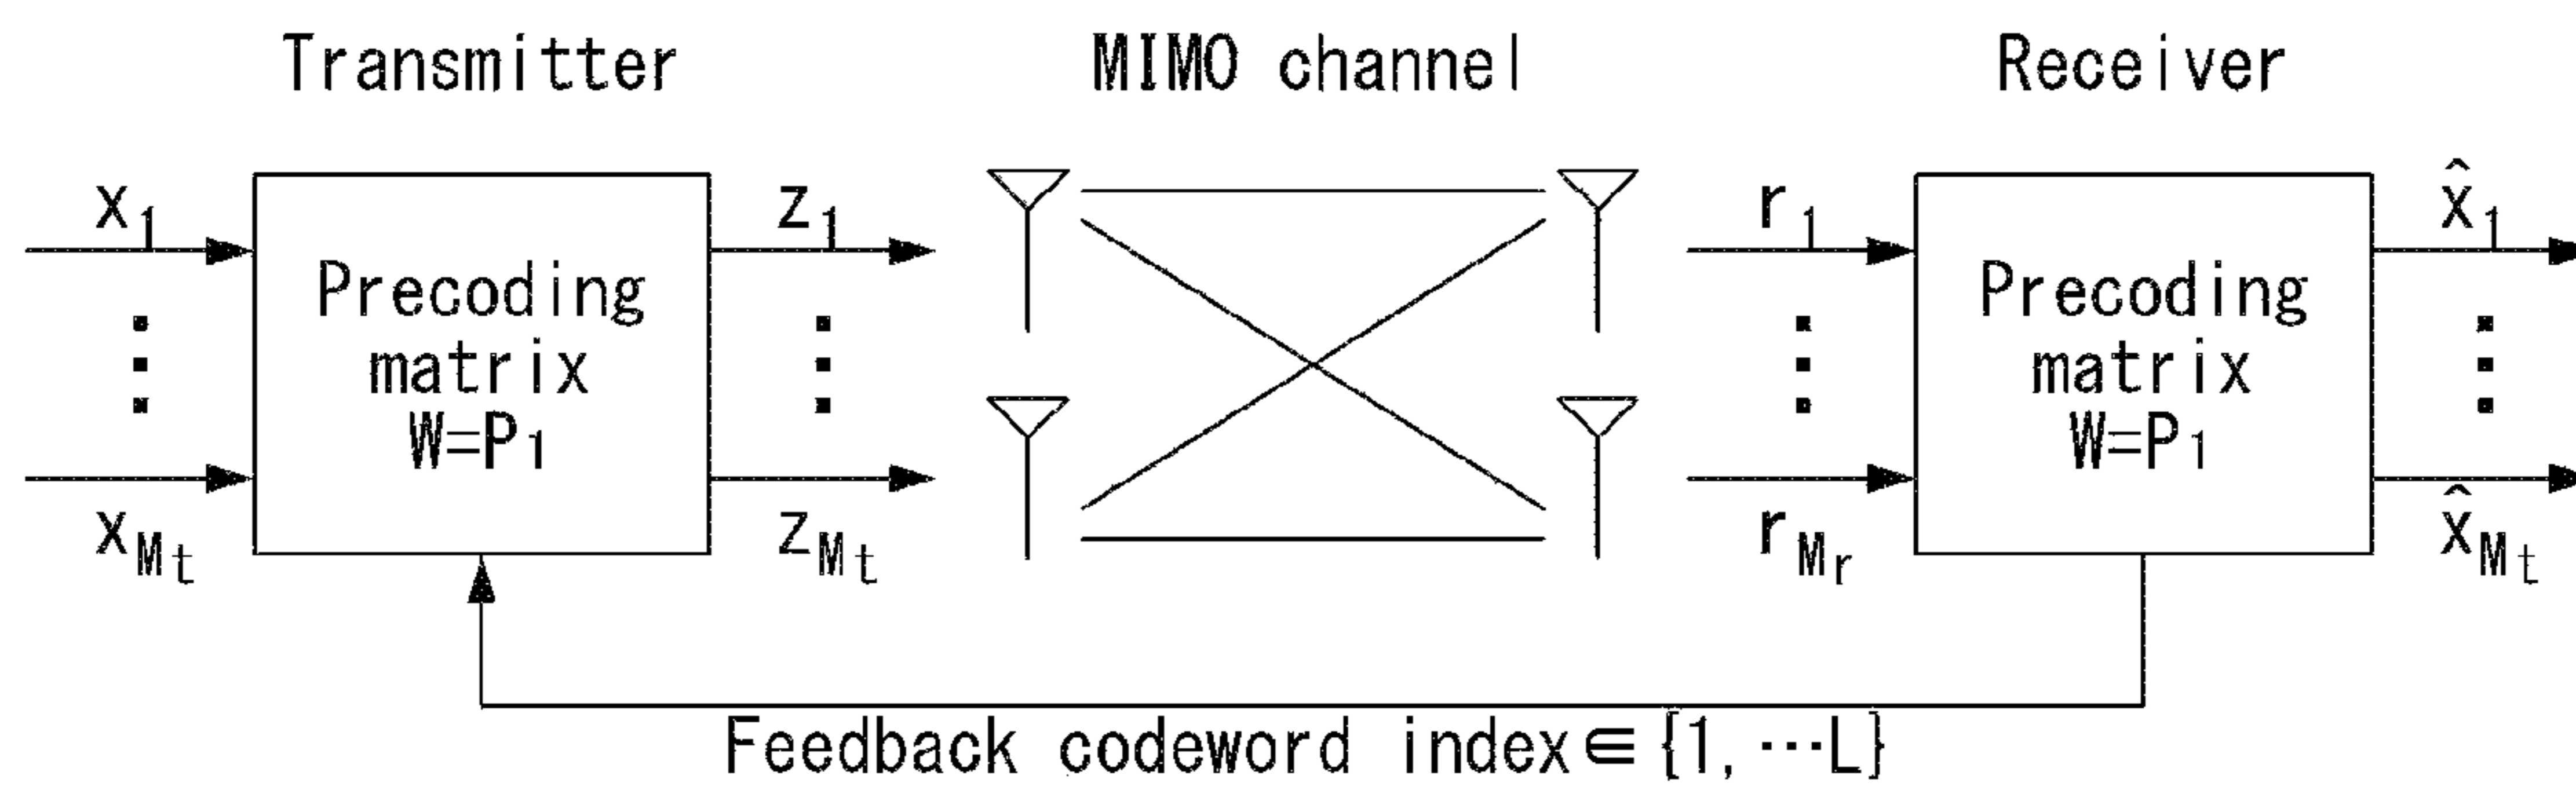 Transmitter
MIMO channel
Receiver
x1
z1
r1
x̂1
Precoding
matrix
W=P1
Precoding
matrix
W=P1
xMt
zMt
rMr
x̂Mt
Feedback codeword index∈{1, ⋯L}